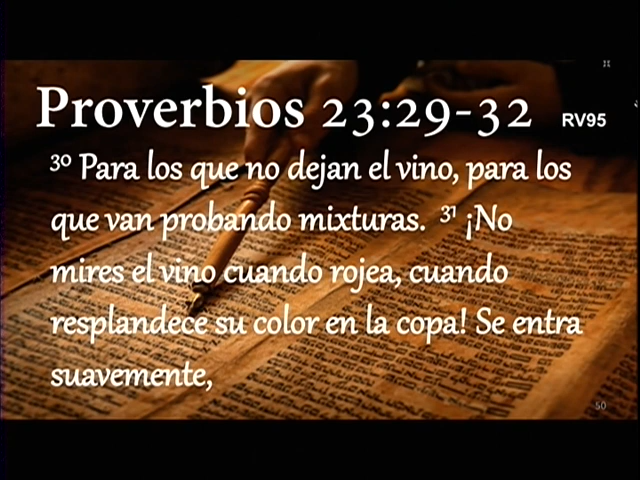 Proverbios 23:29-32 RV95
³⁰ Para los que no dejan el vino, para los
que van probando mixturas. ³¹ ¡No
mires el vino cuando rojea, cuando
resplandece su color en la copa! Se entra
suavemente,
50